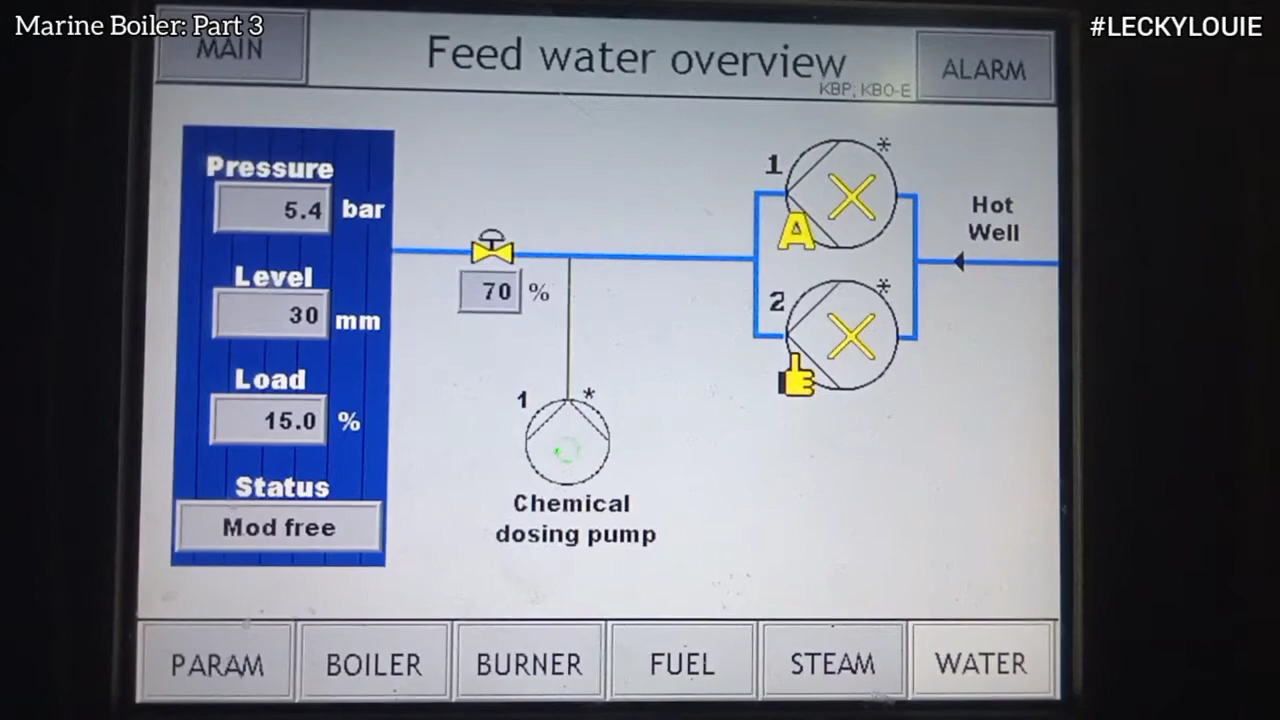 Marine Boiler: Part 3
#LECKYLOUIE
MAIN
Feed water overview
KBP; KBO-E
ALARM
Pressure
5.4 bar
Level
30 mm
Load
15.0 %
Status
Mod free
70 %
1 *
Chemical
dosing pump
1 *
A
2 *
Hot
Well
PARAM
BOILER
BURNER
FUEL
STEAM
WATER